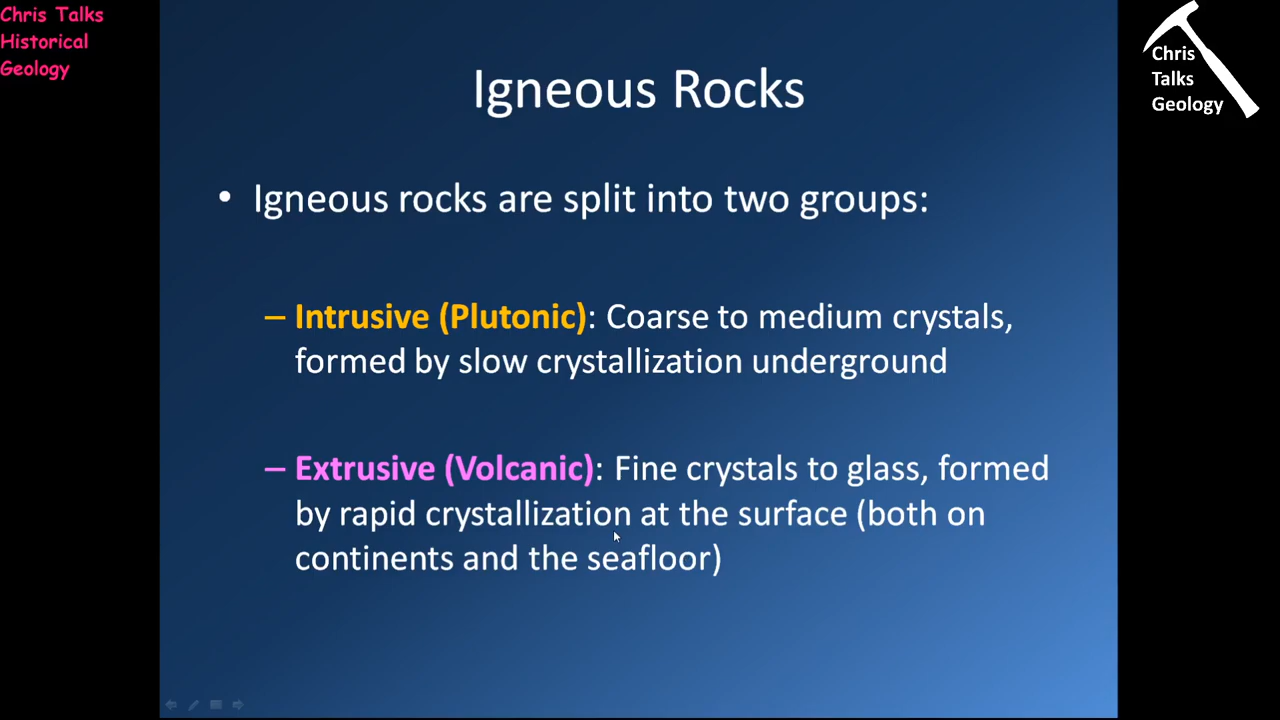 Chris Talks
Historical
Geology
Chris
Talks
Geology
Igneous Rocks
• Igneous rocks are split into two groups:
– Intrusive (Plutonic): Coarse to medium crystals,
formed by slow crystallization underground
– Extrusive (Volcanic): Fine crystals to glass, formed
by rapid crystallization at the surface (both on
continents and the seafloor)